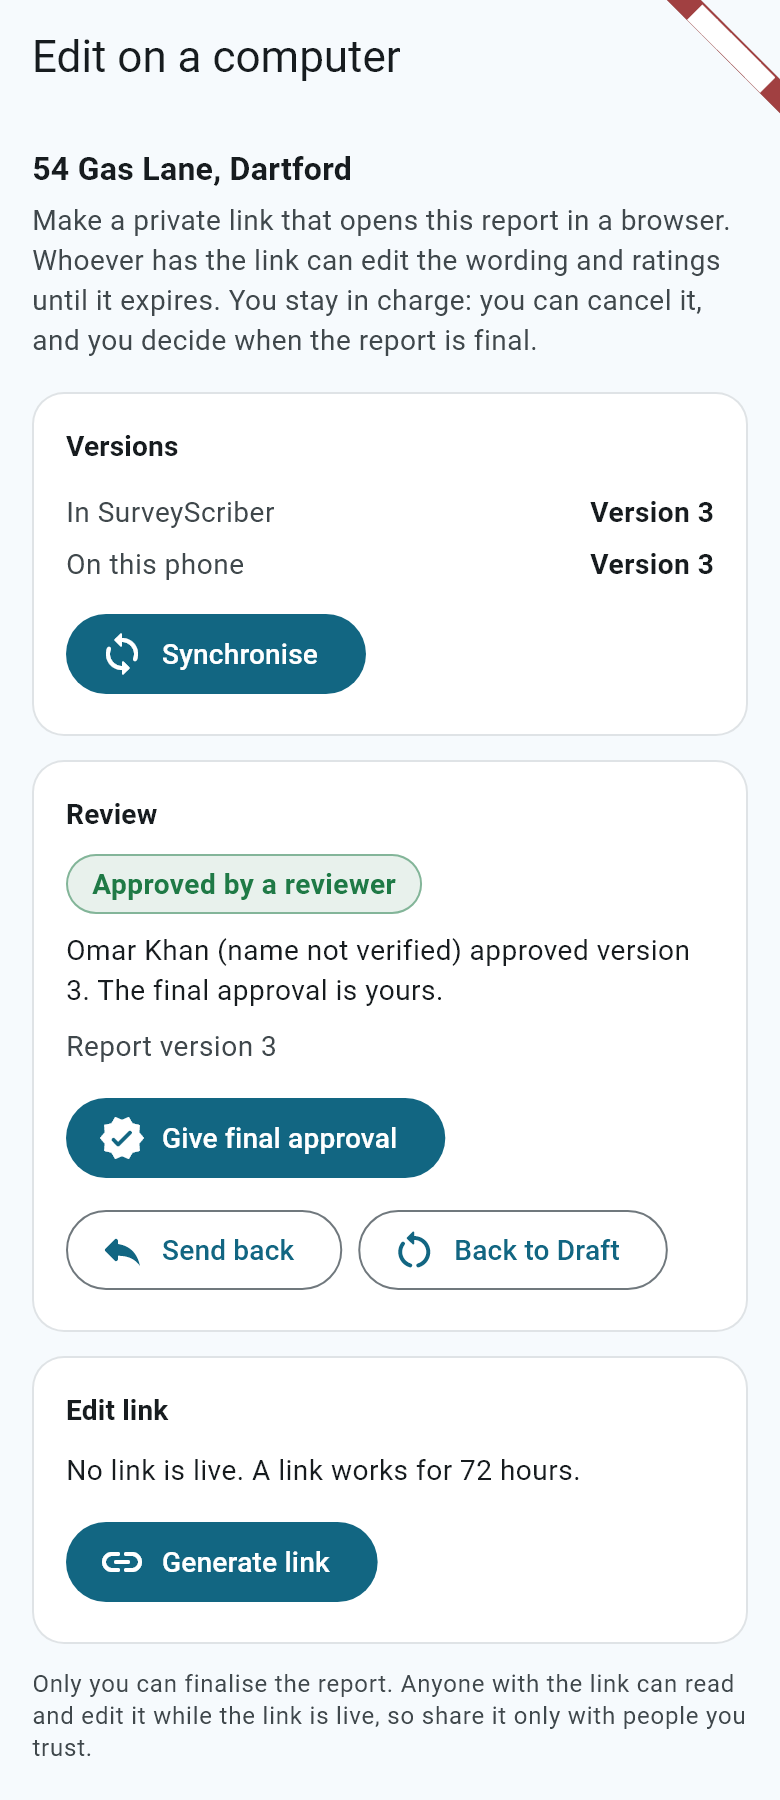 Edit on a computer
54 Gas Lane, Dartford
Make a private link that opens this report in a browser.
Whoever has the link can edit the wording and ratings
until it expires. You stay in charge: you can cancel it,
and you decide when the report is final.
Versions
In SurveyScriber Version 3
On this phone Version 3
Synchronise
Review
Approved by a reviewer
Omar Khan (name not verified) approved version
3. The final approval is yours.
Report version 3
Give final approval
Send back Back to Draft
Edit link
No link is live. A link works for 72 hours.
Generate link
Only you can finalise the report. Anyone with the link can read
and edit it while the link is live, so share it only with people you
trust.